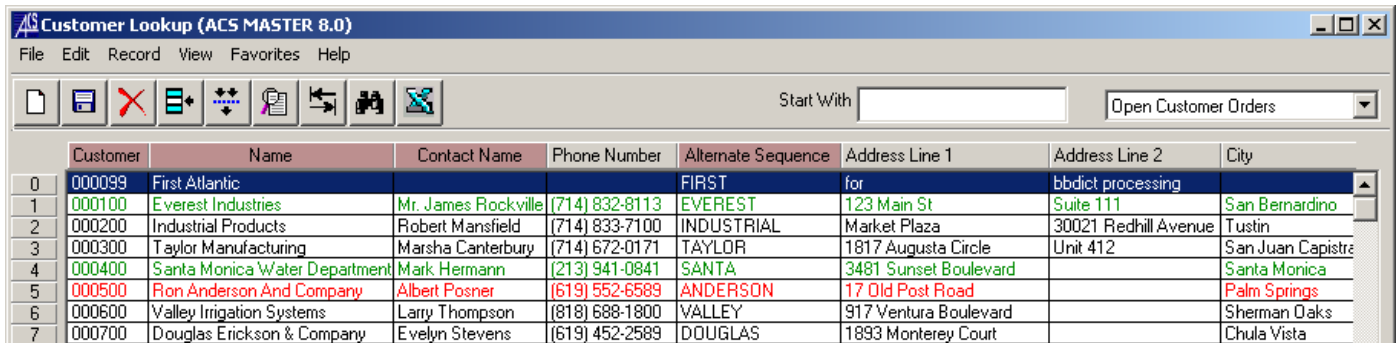 ACS Customer Lookup (ACS MASTER 8.0)
File Edit Record View Favorites Help
Start With Open Customer Orders
Customer Name Contact Name Phone Number Alternate Sequence Address Line 1 Address Line 2 City
0 000099 First Atlantic FIRST for bbdict processing
1 000100 Everest Industries Mr. James Rockville (714) 832-8113 EVEREST 123 Main St Suite 111 San Bernardino
2 000200 Industrial Products Robert Mansfield (714) 833-7100 INDUSTRIAL Market Plaza 30021 Redhill Avenue Tustin
3 000300 Taylor Manufacturing Marsha Canterbury (714) 672-0171 TAYLOR 1817 Augusta Circle Unit 412 San Juan Capistra
4 000400 Santa Monica Water Department Mark Hermann (213) 941-0841 SANTA 3481 Sunset Boulevard Santa Monica
5 000500 Ron Anderson And Company Albert Posner (619) 552-6589 ANDERSON 17 Old Post Road Palm Springs
6 000600 Valley Irrigation Systems Larry Thompson (818) 688-1800 VALLEY 917 Ventura Boulevard Sherman Oaks
7 000700 Douglas Erickson & Company Evelyn Stevens (619) 452-2589 DOUGLAS 1893 Monterey Court Chula Vista